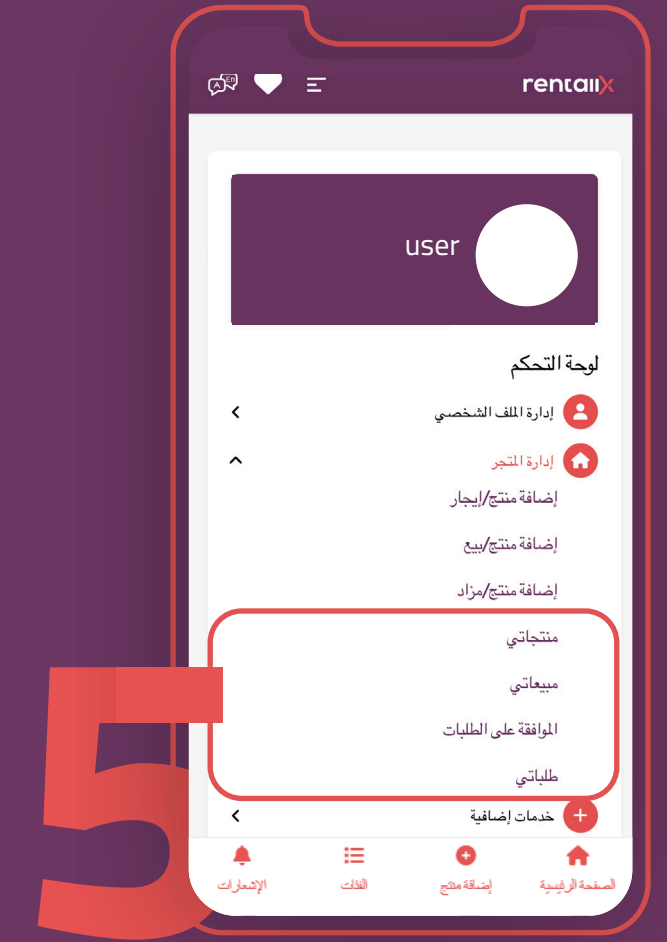 En
A
rentallX
user
لوحة التحكم
إدارة الملف الشخصي
إدارة المتجر
إضافة منتج/إيجار
إضافة منتج/بيع
إضافة منتج/مزاد
منتجاتي
مبيعاتي
الموافقة على الطلبات
طلباتي
خدمات إضافية
الصفحة الرئيسية
إضافة منتج
الفئات
الإشعارات
5